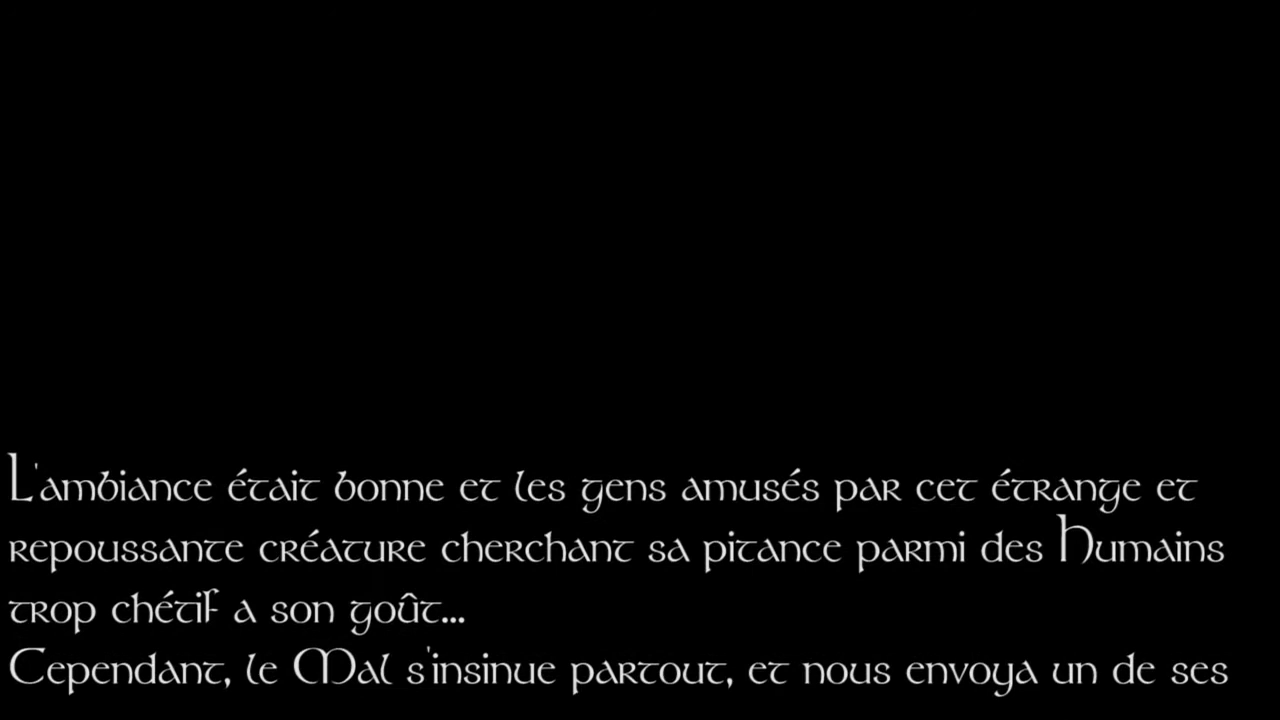 L'ambiance était bonne et les gens amusés par cet étrange et
repoussante créature cherchant sa pitance parmi des Humains
trop chétif a son goût...
Cependant, le Mal s'insinue partout, et nous envoya un de ses